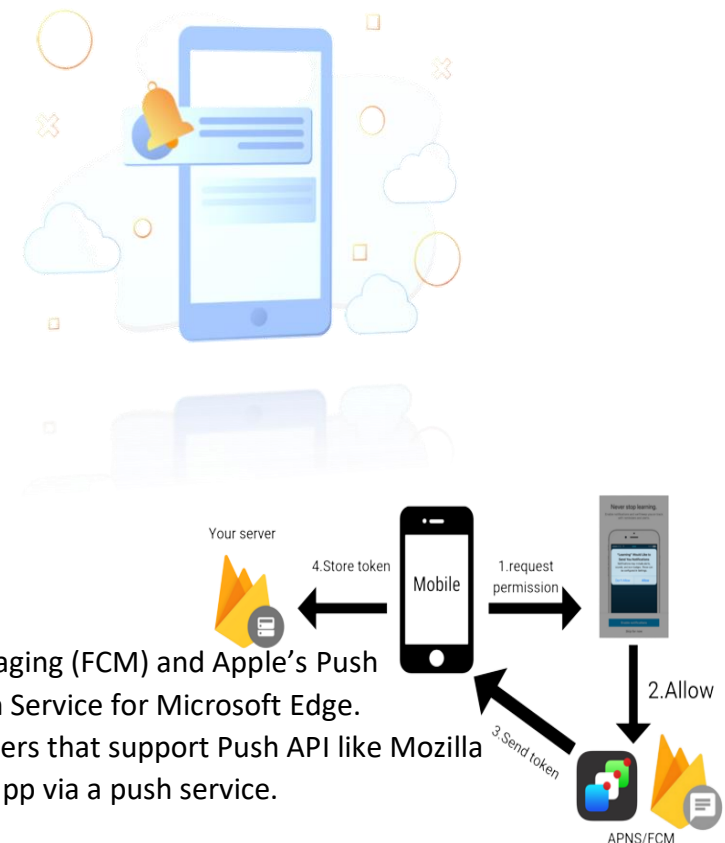 Never stop learning.
Your server
4.Store token
Mobile
1.request
permission
2.Allow
3.Send token
APNS/FCM
aging (FCM) and Apple's Push
Service for Microsoft Edge.
ers that support Push API like Mozilla
pp via a push service.